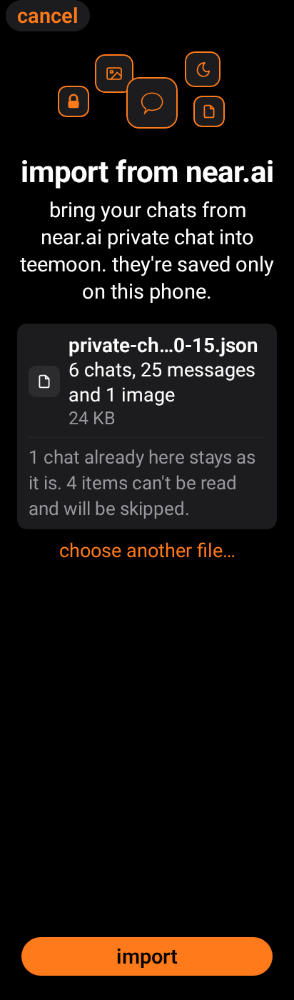 cancel
import from near.ai
bring your chats from
near.ai private chat into
teemoon. they're saved only
on this phone.
private-ch…0-15.json
6 chats, 25 messages
and 1 image
24 KB
1 chat already here stays as
it is. 4 items can't be read
and will be skipped.
choose another file…
import